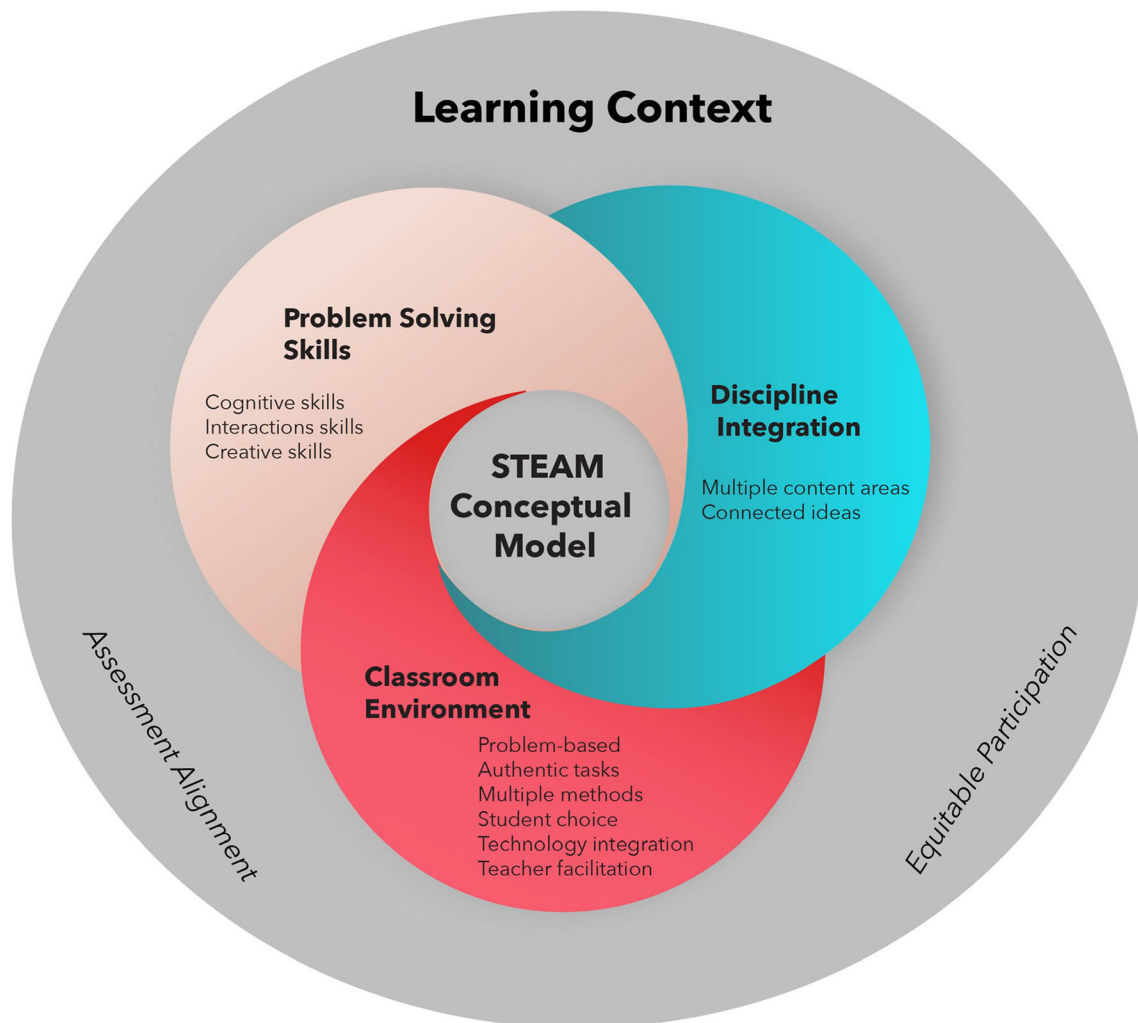 Learning Context
Problem Solving
Skills
Cognitive skills
Interactions skills
Creative skills
Discipline
Integration
Multiple content areas
Connected ideas
STEAM
Conceptual
Model
Classroom
Environment
Problem-based
Authentic tasks
Multiple methods
Student choice
Technology integration
Teacher facilitation
Assessment Alignment
Equitable Participation